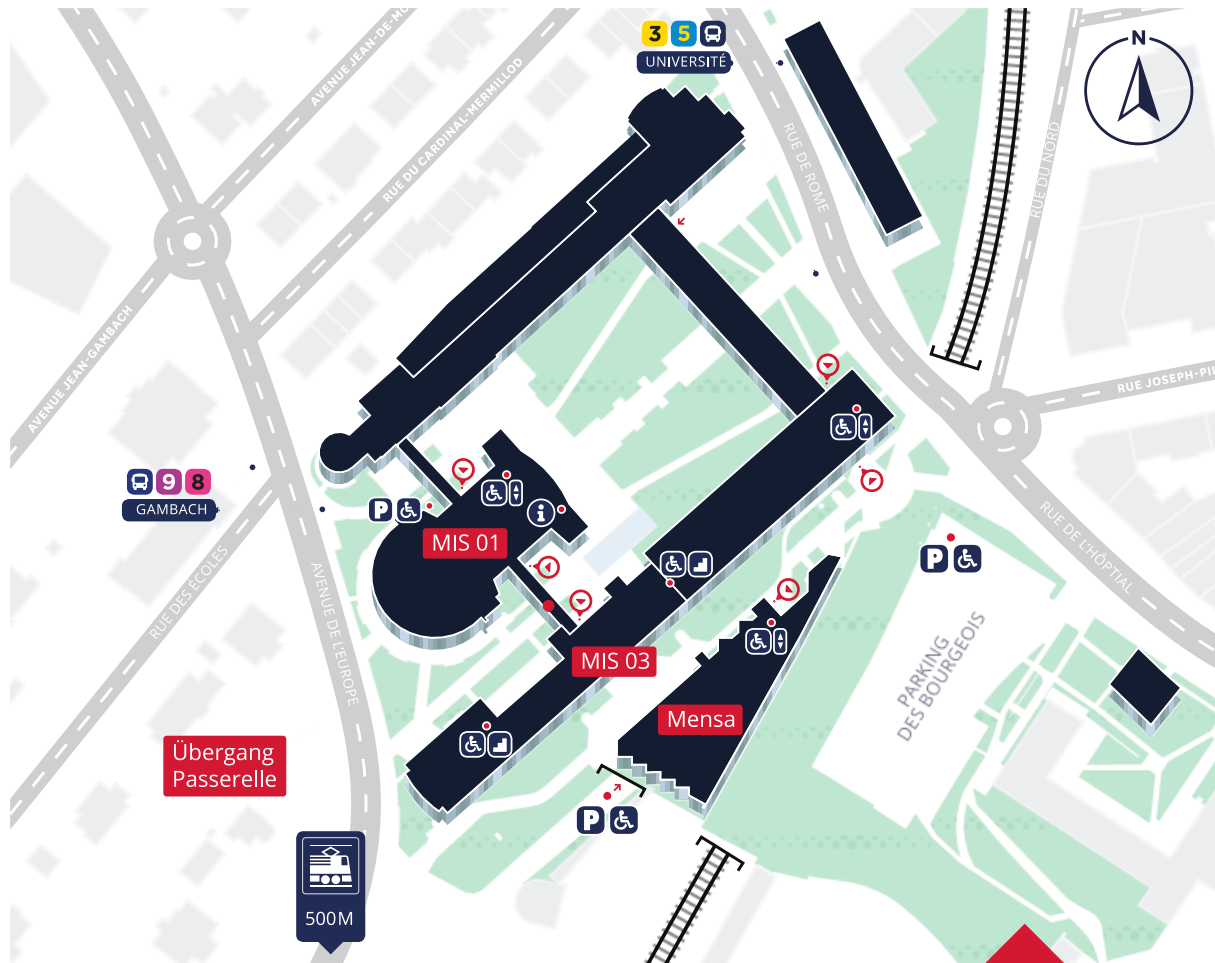 3 5
UNIVERSITÉ
N
AVENUE JEAN-DE-MO
RUE DU CARDINAL-MERMILLOD
RUE DE ROME
RUE DU NORD
AVENUE JEAN-GAMBACH
RUE JOSEPH-PI
9 8
GAMBACH
P
i
MIS 01
P
RUE DE L'HÔPTIAL
RUE DES ÉCOLES
AVENUE DE L'EUROPE
MIS 03
PARKING
DES BOURGEOIS
Mensa
Übergang
Passerelle
P
500M